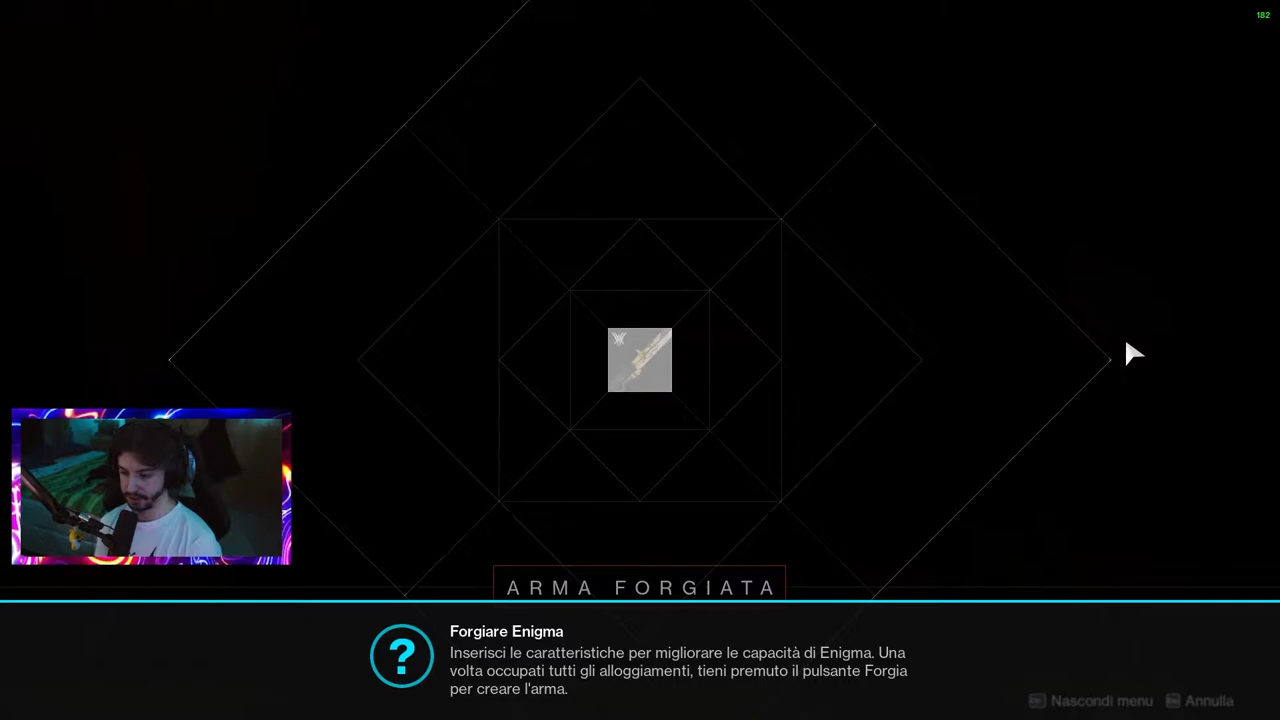 182
ARMA FORGIATA
Forgiare Enigma
Inserisci le caratteristiche per migliorare le capacità di Enigma. Una
volta occupati tutti gli alloggiamenti, tieni premuto il pulsante Forgia
per creare l'arma.
Nascondi menu
Annulla